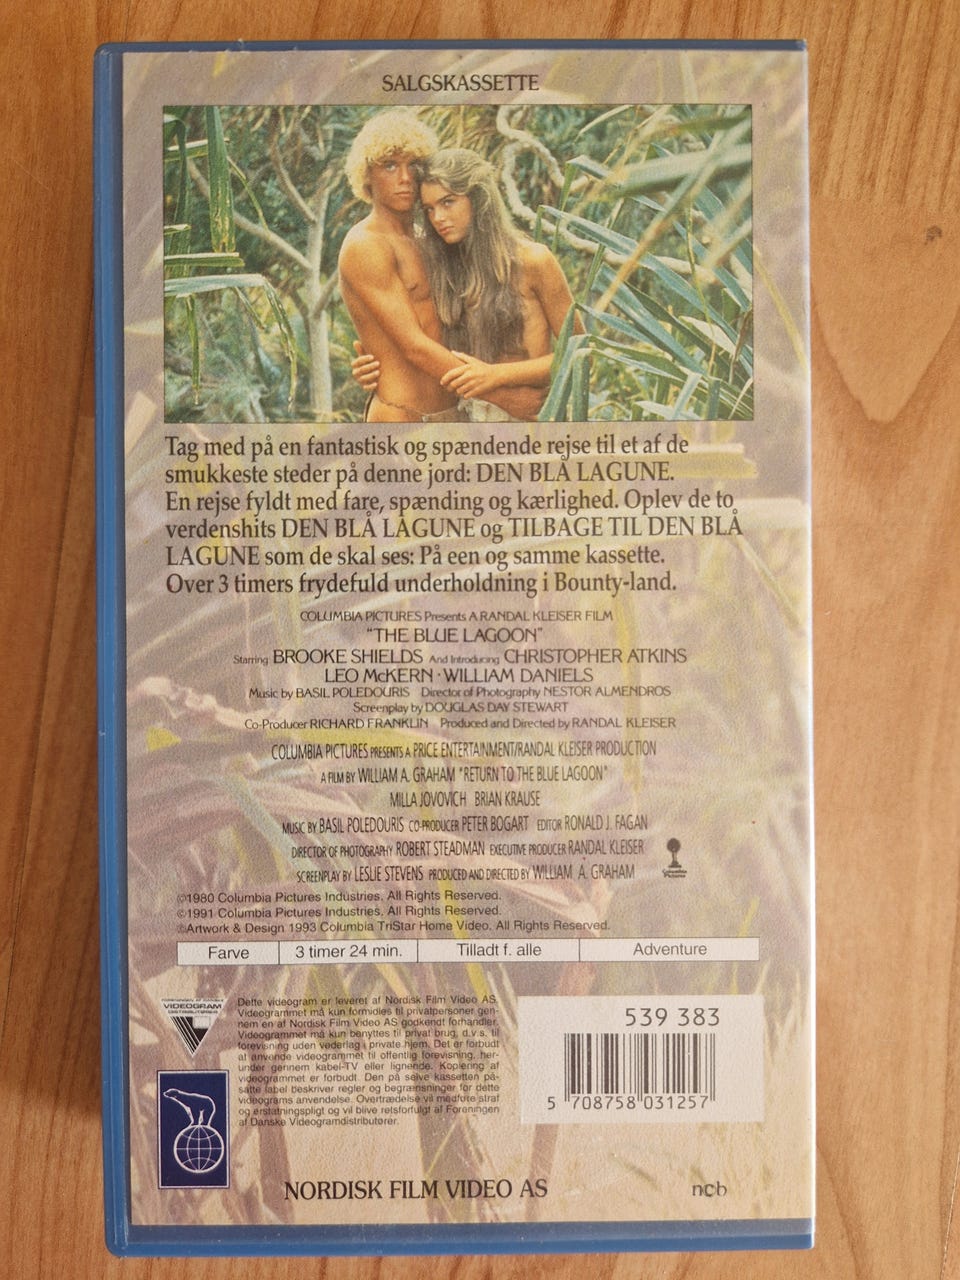 SALGSKASSETTE
Tag med på en fantastisk og spændende rejse til et af de
smukkeste steder på denne jord: DEN BLÅ LAGUNE.
En rejse fyldt med fare, spænding og kærlighed. Oplev de to
verdenshits DEN BLÅ LAGUNE og TILBAGE TIL DEN BLÅ
LAGUNE som de skal ses: På een og samme kassette.
Over 3 timers frydefuld underholdning i Bounty-land.
COLUMBIA PICTURES Presents A RANDAL KLEISER FILM
"THE BLUE LAGOON"
Starring BROOKE SHIELDS And Introducing CHRISTOPHER ATKINS
LEO McKERN · WILLIAM DANIELS
Music by BASIL POLEDOURIS Director of Photography NESTOR ALMENDROS
Screenplay by DOUGLAS DAY STEWART
Co-Producer RICHARD FRANKLIN Produced and Directed by RANDAL KLEISER
COLUMBIA PICTURES PRESENTS A PRICE ENTERTAINMENT/RANDAL KLEISER PRODUCTION
A FILM BY WILLIAM A. GRAHAM "RETURN TO THE BLUE LAGOON"
MILLA JOVOVICH BRIAN KRAUSE
MUSIC BY BASIL POLEDOURIS CO-PRODUCER PETER BOGART EDITOR RONALD J. FAGAN
DIRECTOR OF PHOTOGRAPHY ROBERT STEADMAN EXECUTIVE PRODUCER RANDAL KLEISER
SCREENPLAY BY LESLIE STEVENS PRODUCED AND DIRECTED BY WILLIAM A. GRAHAM
Columbia
Pictures
©1980 Columbia Pictures Industries. All Rights Reserved.
©1991 Columbia Pictures Industries. All Rights Reserved.
©Artwork & Design 1993 Columbia TriStar Home Video. All Rights Reserved.
Farve 3 timer 24 min. Tilladt f. alle Adventure
FORENINGEN AF DANSKE
VIDEOGRAM
DISTRIBUTØRER
Dette videogram er leveret af Nordisk Film Video AS.
Videogrammet må kun formidles til privatpersoner gen-
nem en af Nordisk Film Video AS godkendt forhandler.
Videogrammet må kun benyttes til privat brug, d.v.s. til
forevisning uden vederlag i private hjem. Det er forbudt
at anvende videogrammet til offentlig forevisning, her-
under gennem kabel-TV eller lignende. Kopiering af
videogrammet er forbudt. Den på selve kassetten på-
satte label beskriver regler og begrænsninger for dette
videograms anvendelse. Overtrædelse vil medføre straf
og erstatningspligt og vil blive retsforfulgt af Foreningen
af Danske Videogramdistributører.
539 383
5 708758 031257
NORDISK FILM VIDEO AS
ncb